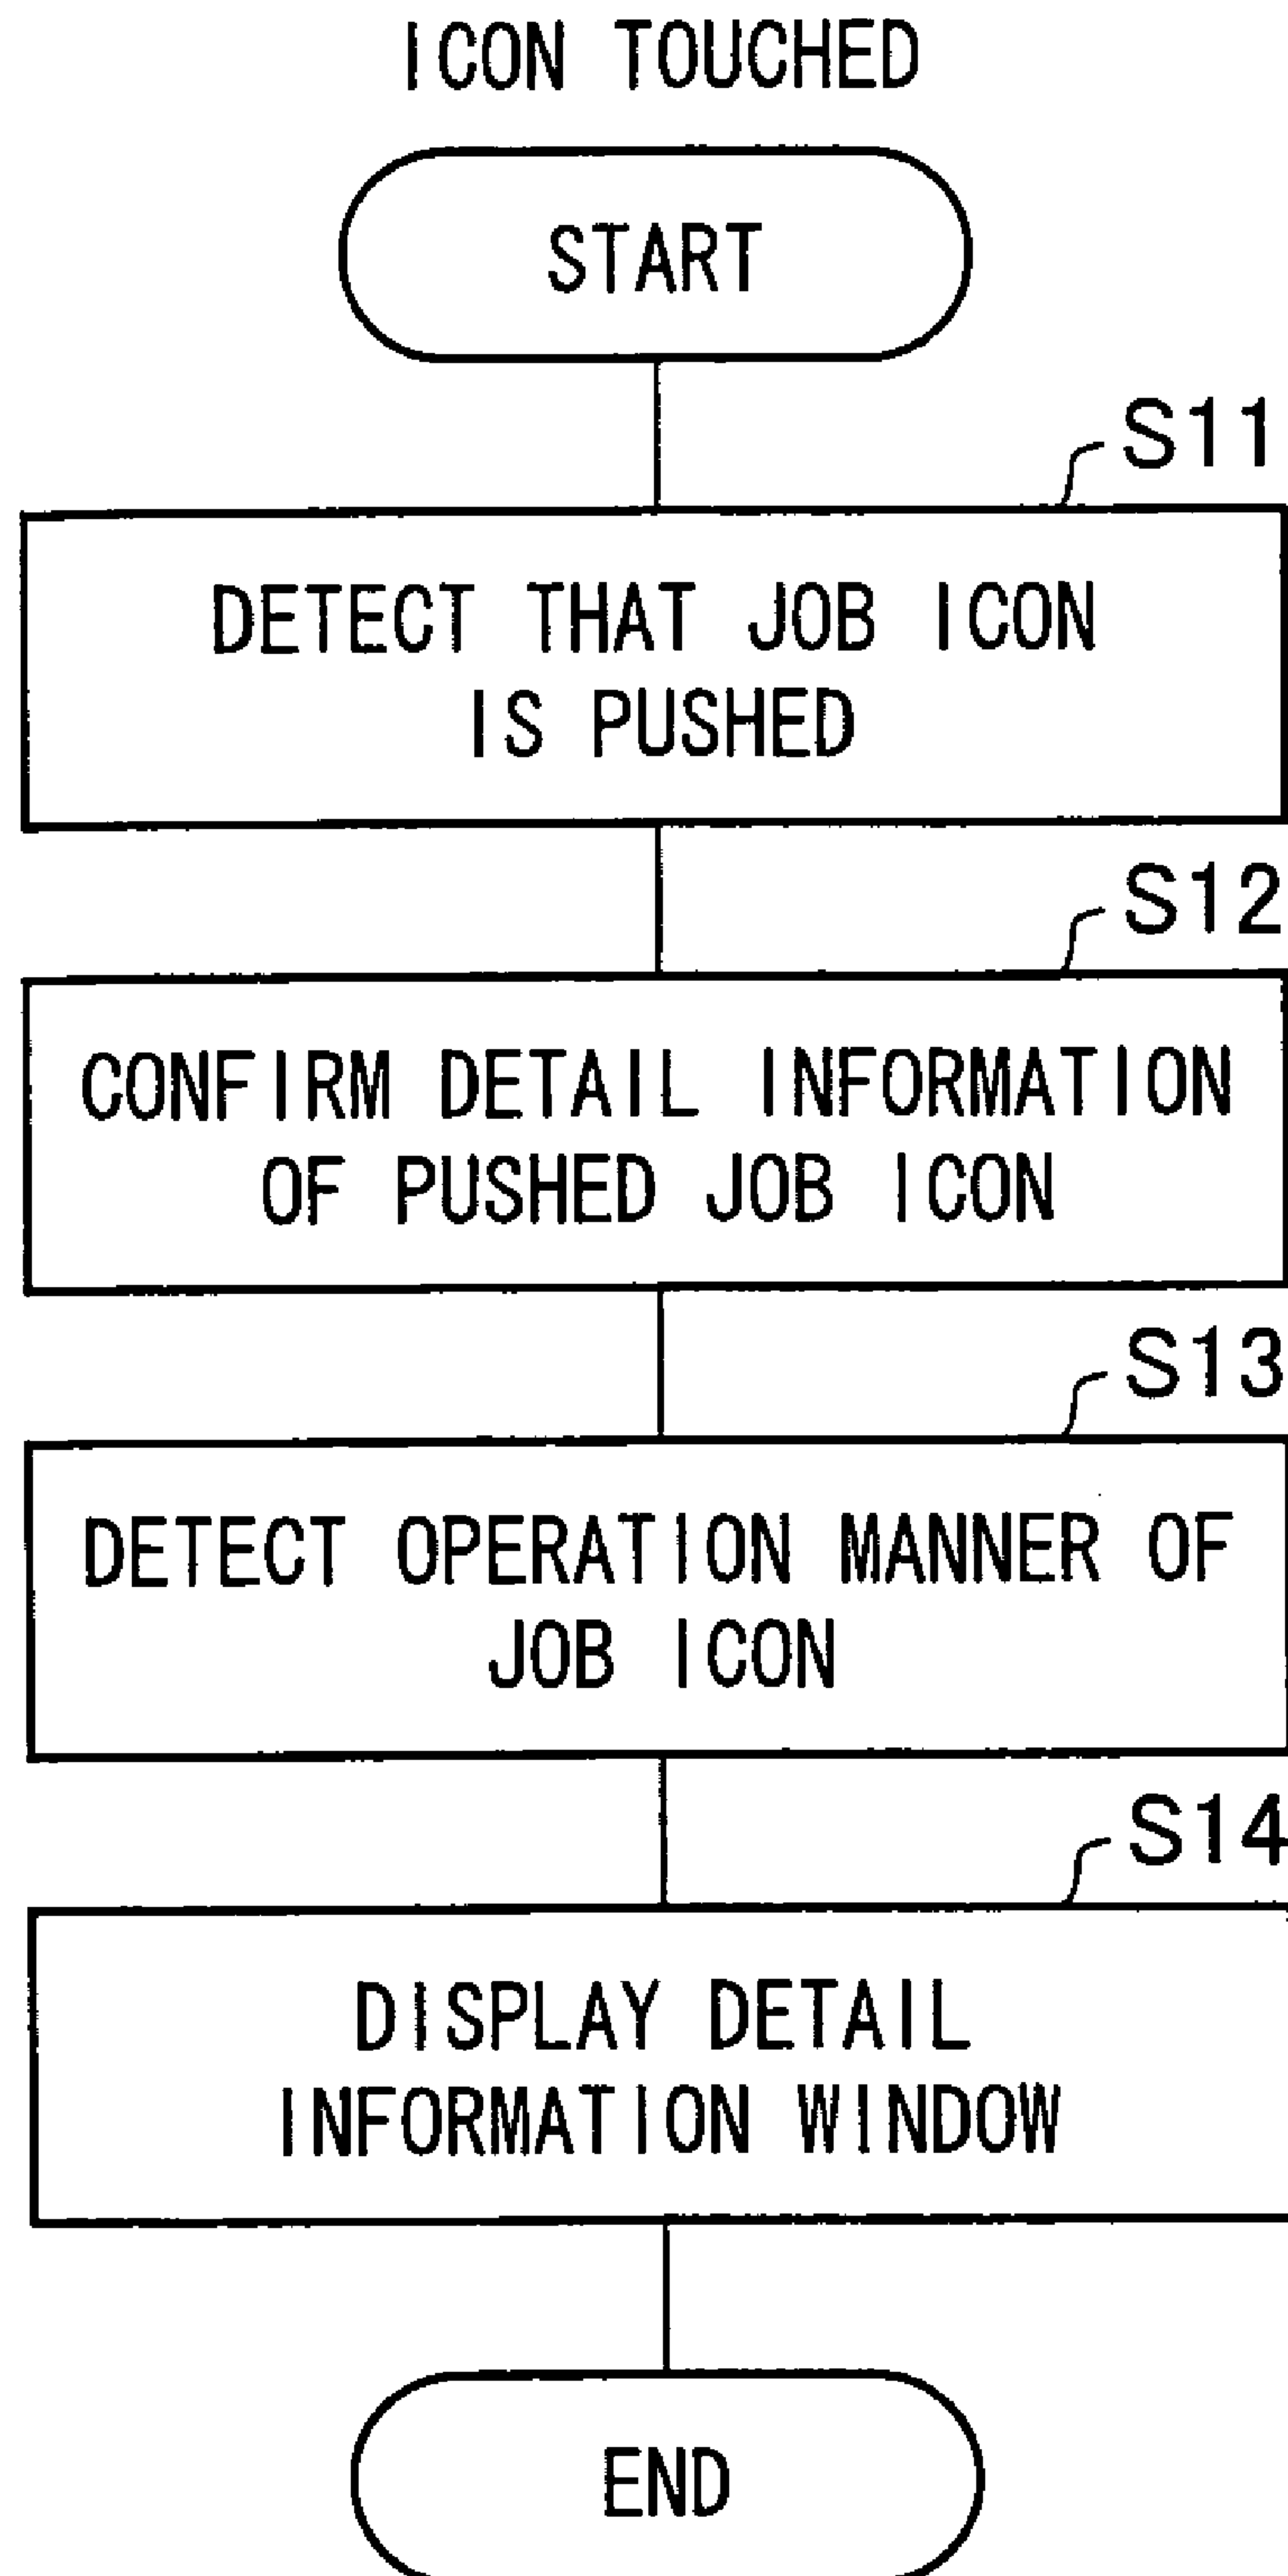 ICON TOUCHED
START
S11
DETECT THAT JOB ICON
IS PUSHED
S12
CONFIRM DETAIL INFORMATION
OF PUSHED JOB ICON
S13
DETECT OPERATION MANNER OF
JOB ICON
S14
DISPLAY DETAIL
INFORMATION WINDOW
END